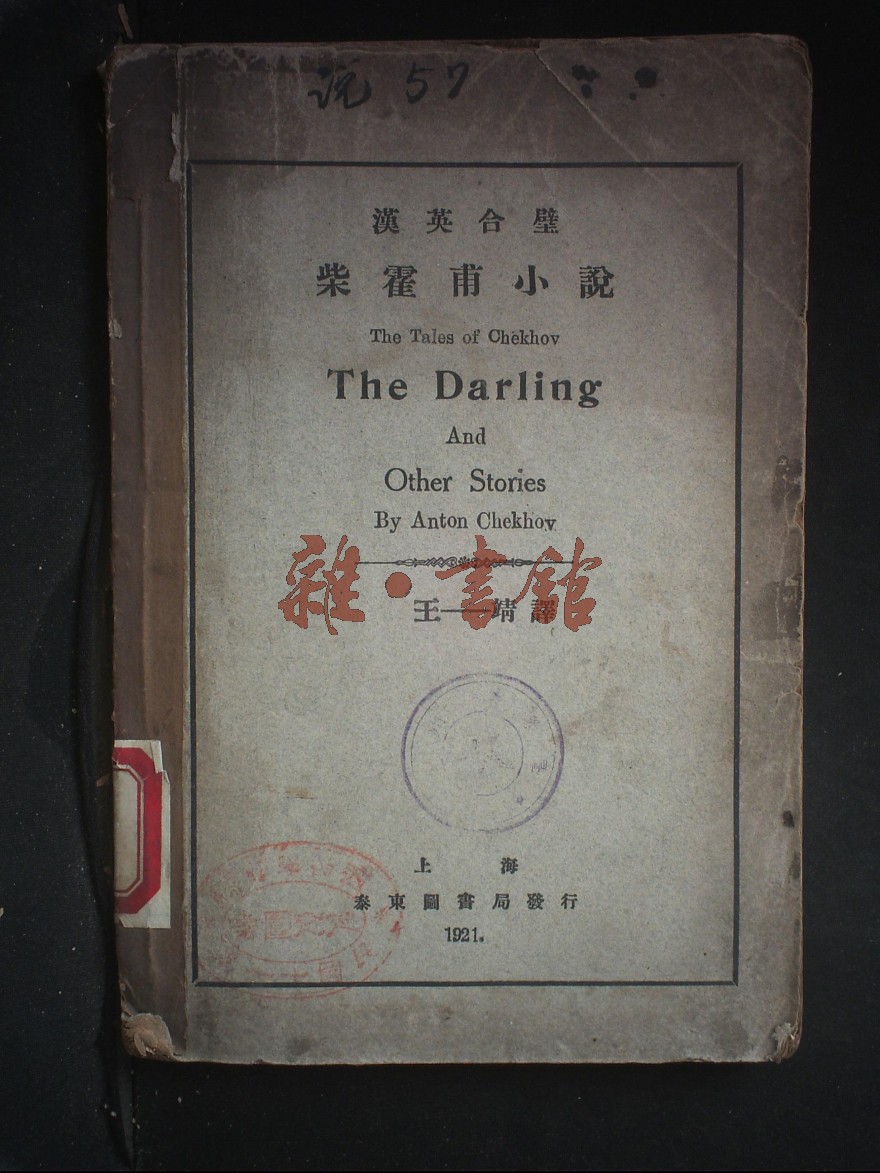 说 57
漢英合璧
柴霍甫小說
The Tales of Chekhov
The Darling
And
Other Stories
By Anton Chekhov
雜·書館
王靖譯
上海
泰東圖書局發行
1921.